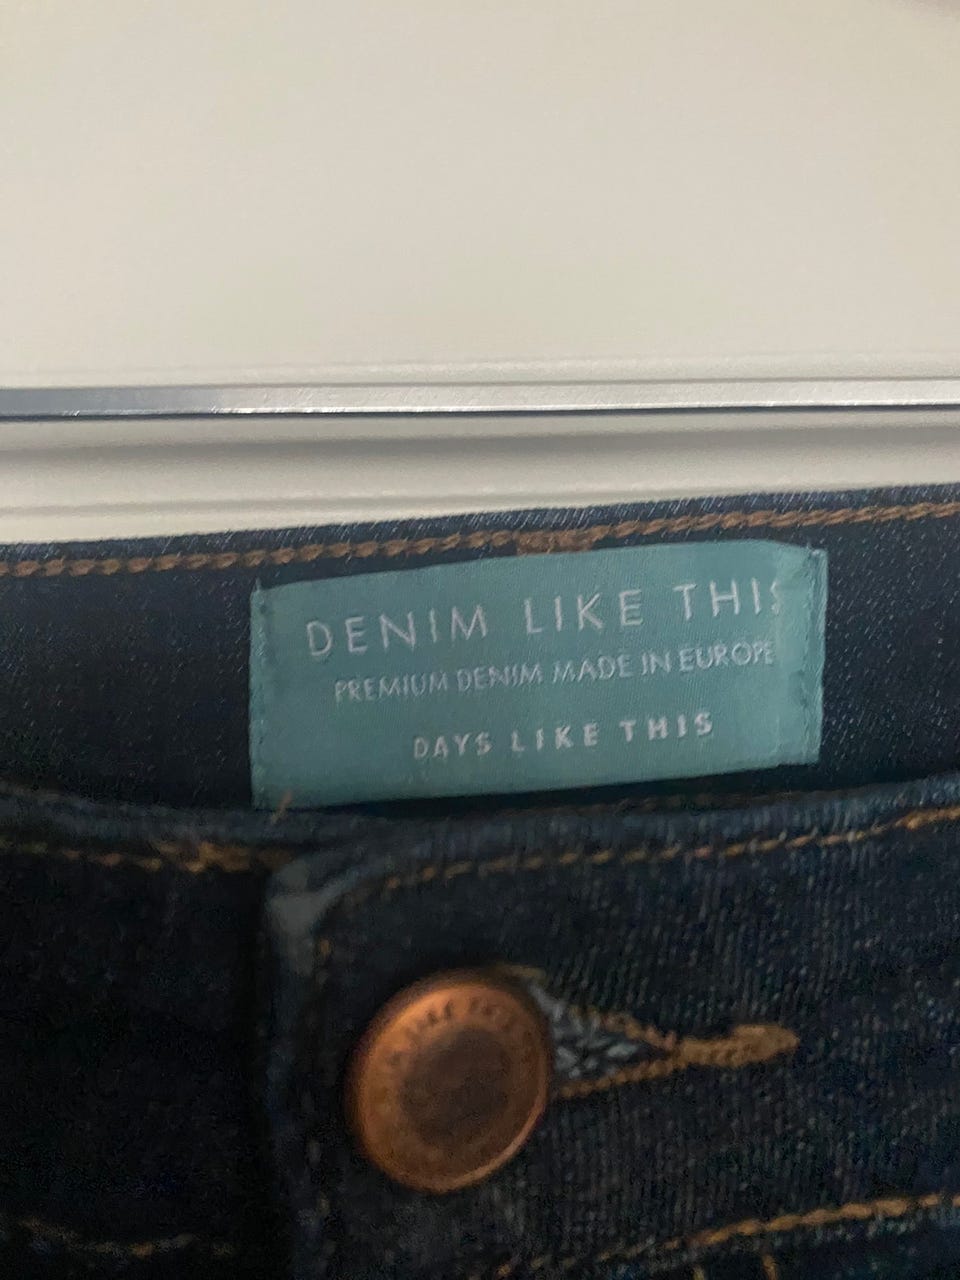 DENIM LIKE THIS
PREMIUM DENIM MADE IN EUROPE
DAYS LIKE THIS